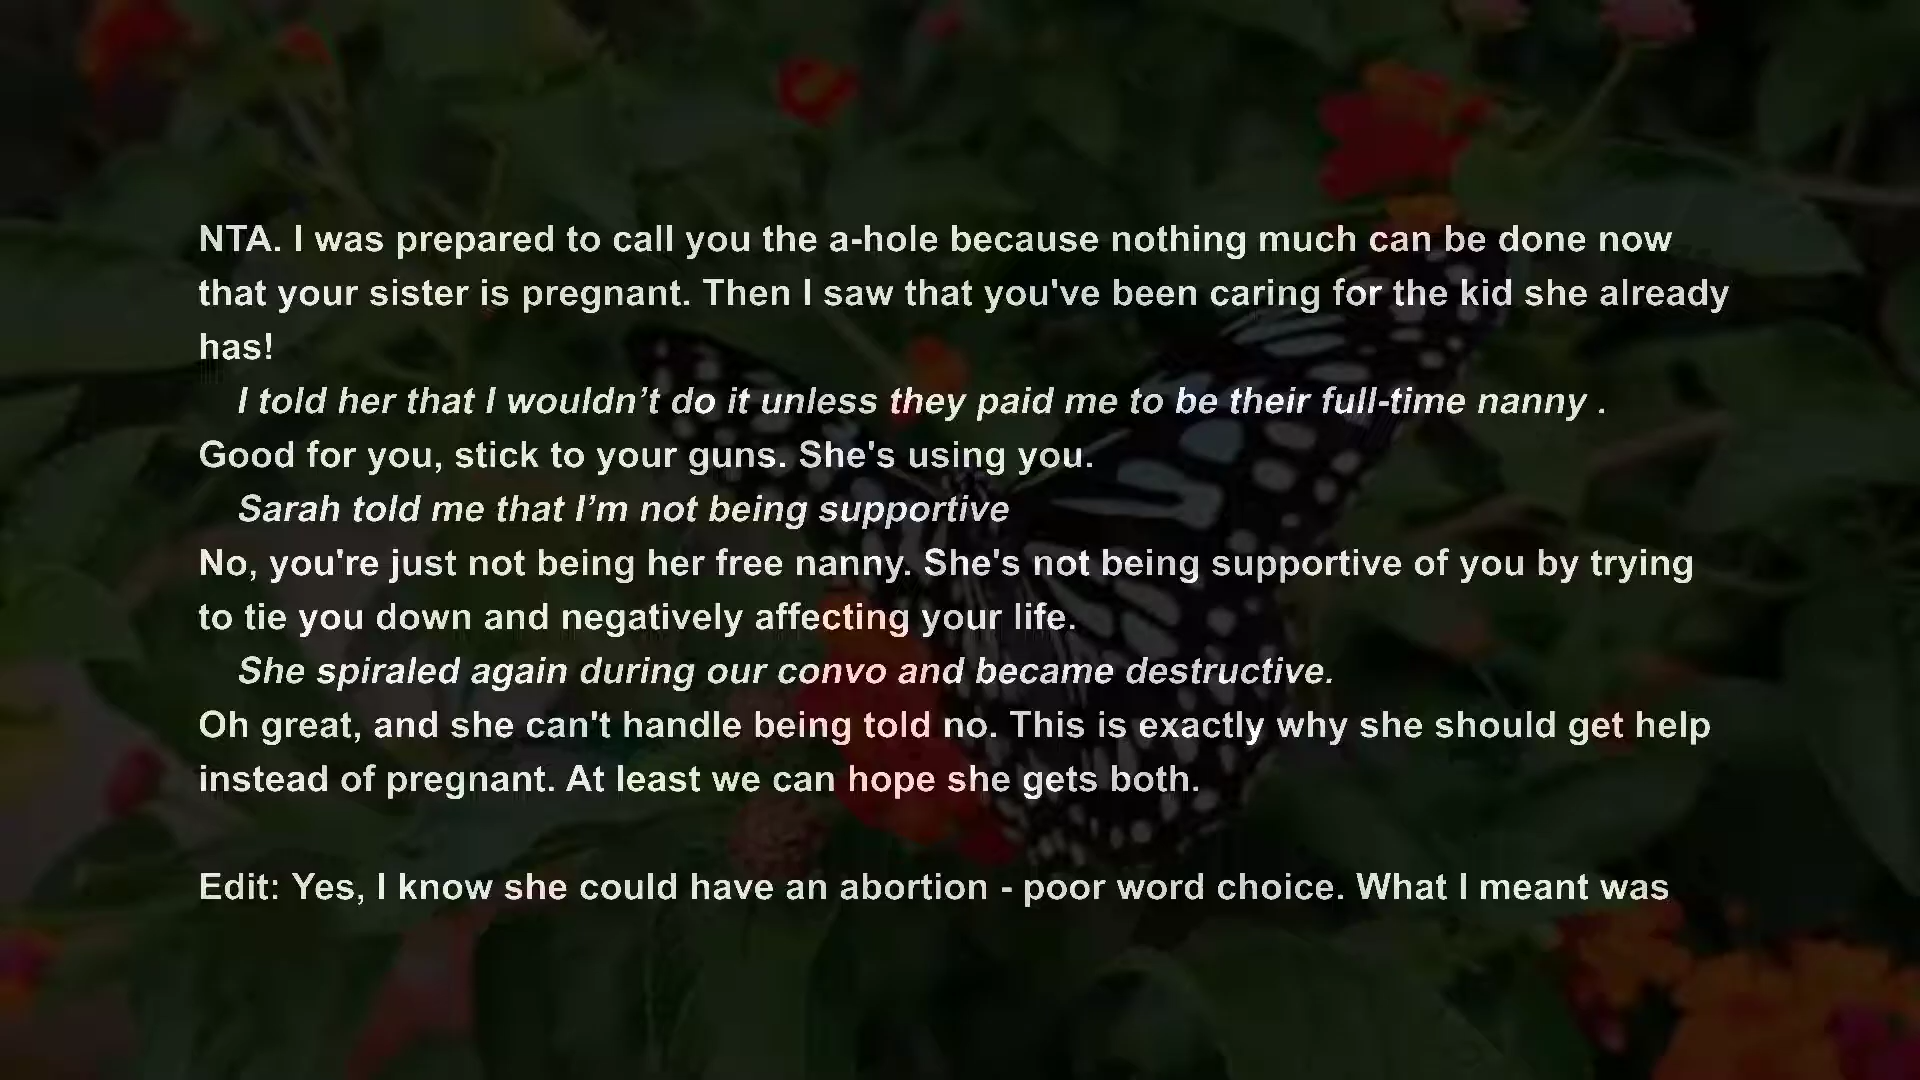 NTA. I was prepared to call you the a-hole because nothing much can be done now
that your sister is pregnant. Then I saw that you've been caring for the kid she already
has!
I told her that I wouldn’t do it unless they paid me to be their full-time nanny .
Good for you, stick to your guns. She's using you.
Sarah told me that I’m not being supportive
No, you're just not being her free nanny. She's not being supportive of you by trying
to tie you down and negatively affecting your life.
She spiraled again during our convo and became destructive.
Oh great, and she can't handle being told no. This is exactly why she should get help
instead of pregnant. At least we can hope she gets both.
Edit: Yes, I know she could have an abortion - poor word choice. What I meant was